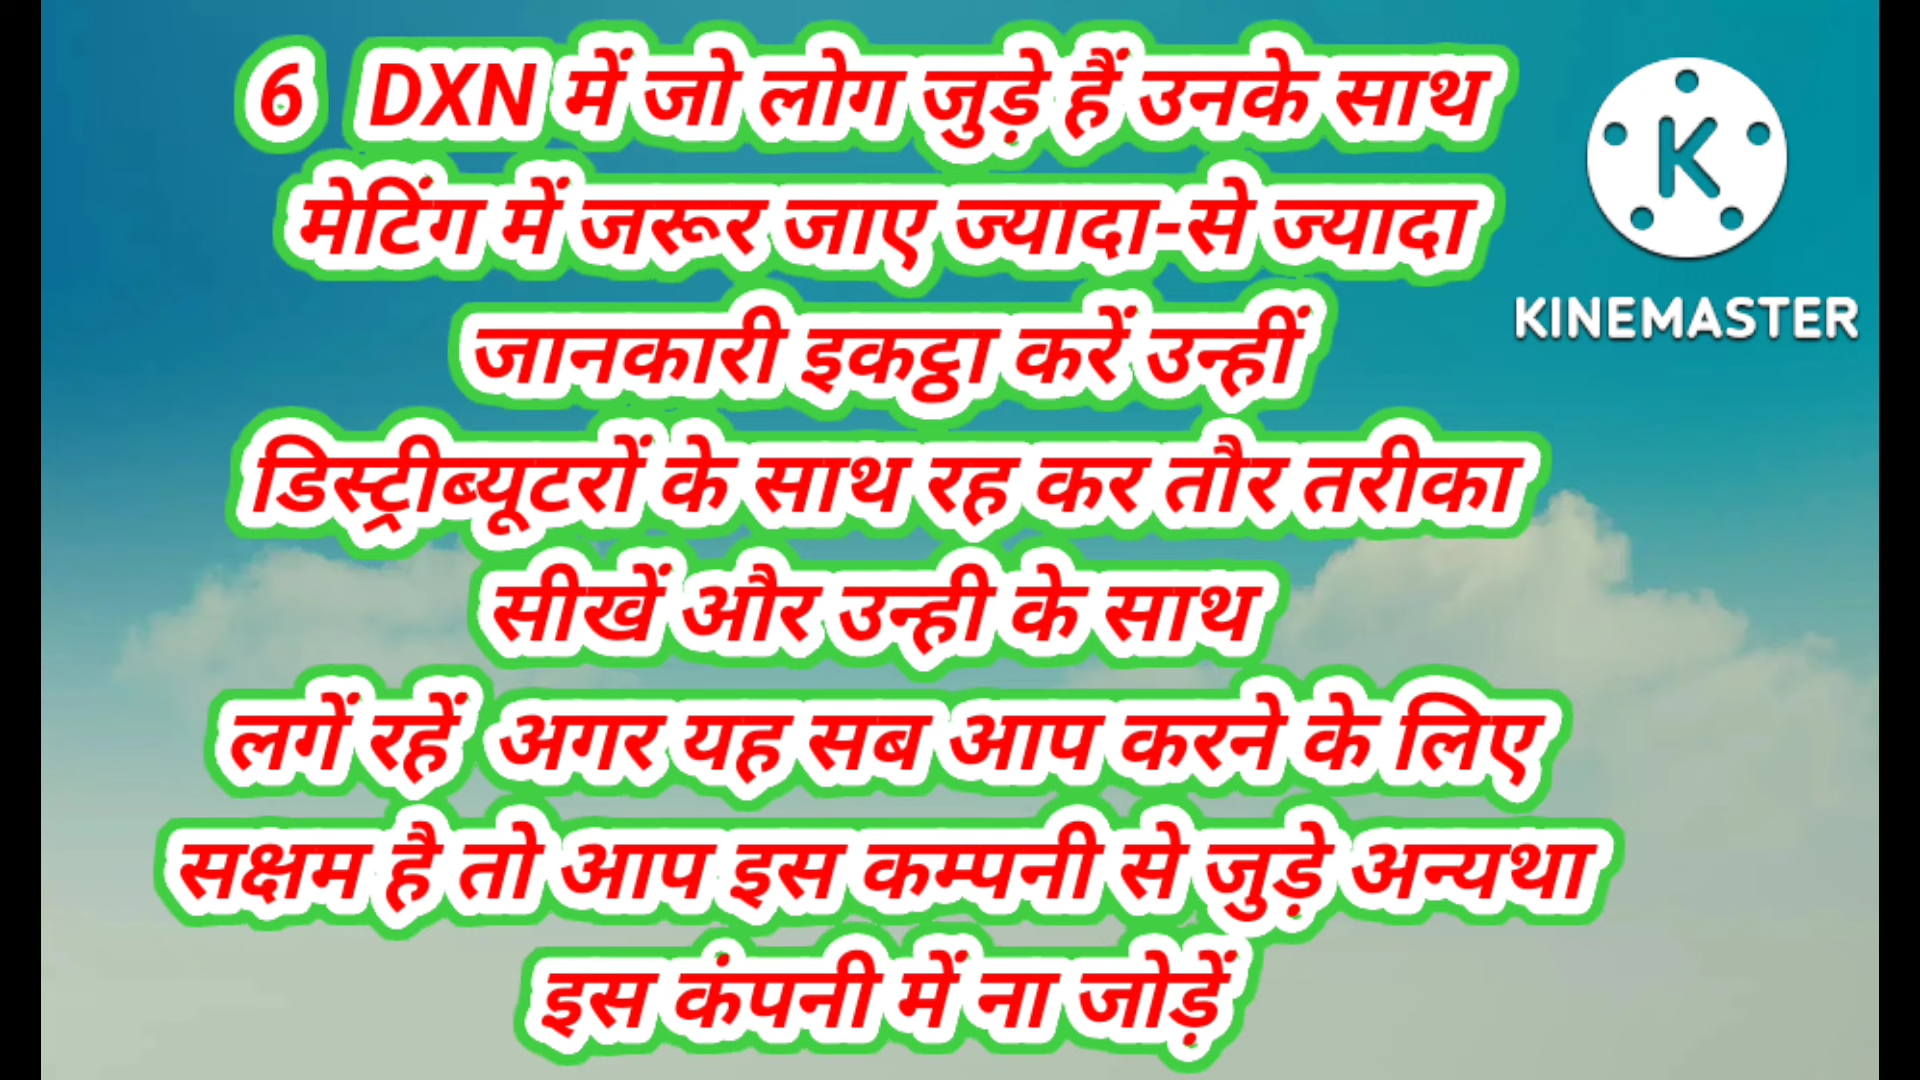 6 DXN में जो लोग जुड़े हैं उनके साथ
मेटिंग में जरूर जाए ज्यादा-से ज्यादा
जानकारी इकट्ठा करें उन्हीं
डिस्ट्रीब्यूटरों के साथ रह कर तौर तरीका
सीखें और उन्ही के साथ
लगें रहें अगर यह सब आप करने के लिए
सक्षम है तो आप इस कम्पनी से जुड़े अन्यथा
इस कंपनी में ना जोड़ें
K
KINEMASTER